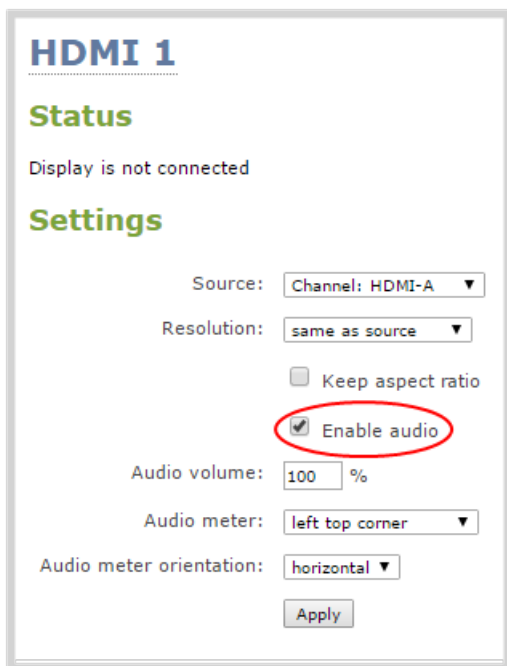 HDMI 1
Status
Display is not connected
Settings
Source: Channel: HDMI-A
Resolution: same as source
Keep aspect ratio
Enable audio
Audio volume: 100 %
Audio meter: left top corner
Audio meter orientation: horizontal
Apply